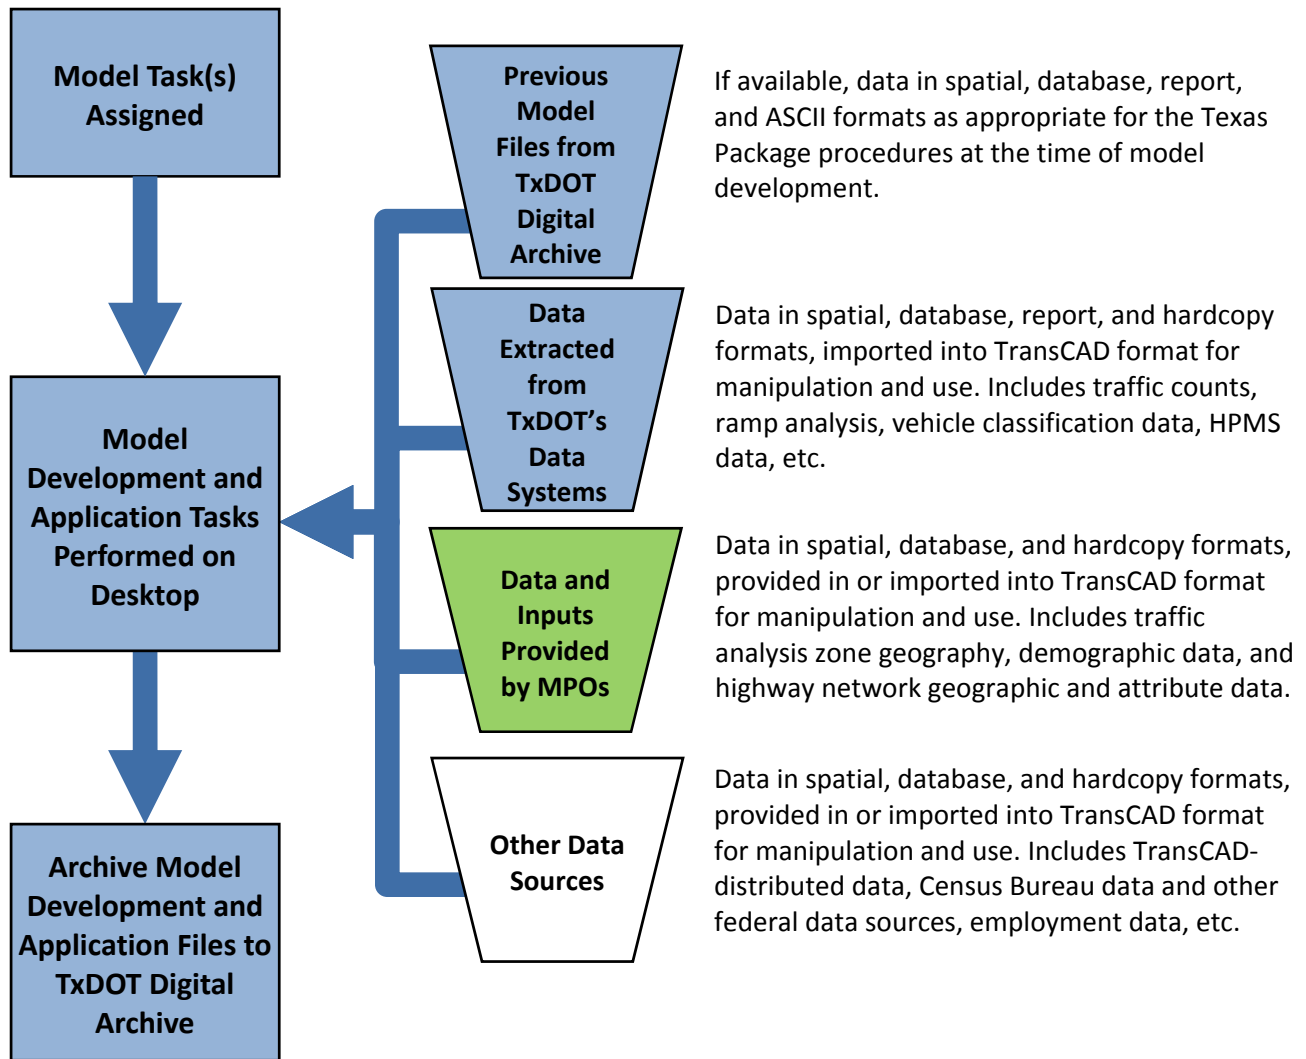 Model Task(s)
Assigned
Previous
Model
Files from
TxDOT
Digital
Archive
If available, data in spatial, database, report,
and ASCII formats as appropriate for the Texas
Package procedures at the time of model
development.
Data
Extracted
from
TxDOT’s
Data
Systems
Data in spatial, database, report, and hardcopy
formats, imported into TransCAD format for
manipulation and use. Includes traffic counts,
ramp analysis, vehicle classification data, HPMS
data, etc.
Model
Development and
Application Tasks
Performed on
Desktop
Data and
Inputs
Provided
by MPOs
Data in spatial, database, and hardcopy formats,
provided in or imported into TransCAD format
for manipulation and use. Includes traffic
analysis zone geography, demographic data, and
highway network geographic and attribute data.
Other Data
Sources
Data in spatial, database, and hardcopy formats,
provided in or imported into TransCAD format
for manipulation and use. Includes TransCAD-
distributed data, Census Bureau data and other
federal data sources, employment data, etc.
Archive Model
Development and
Application Files to
TxDOT Digital
Archive